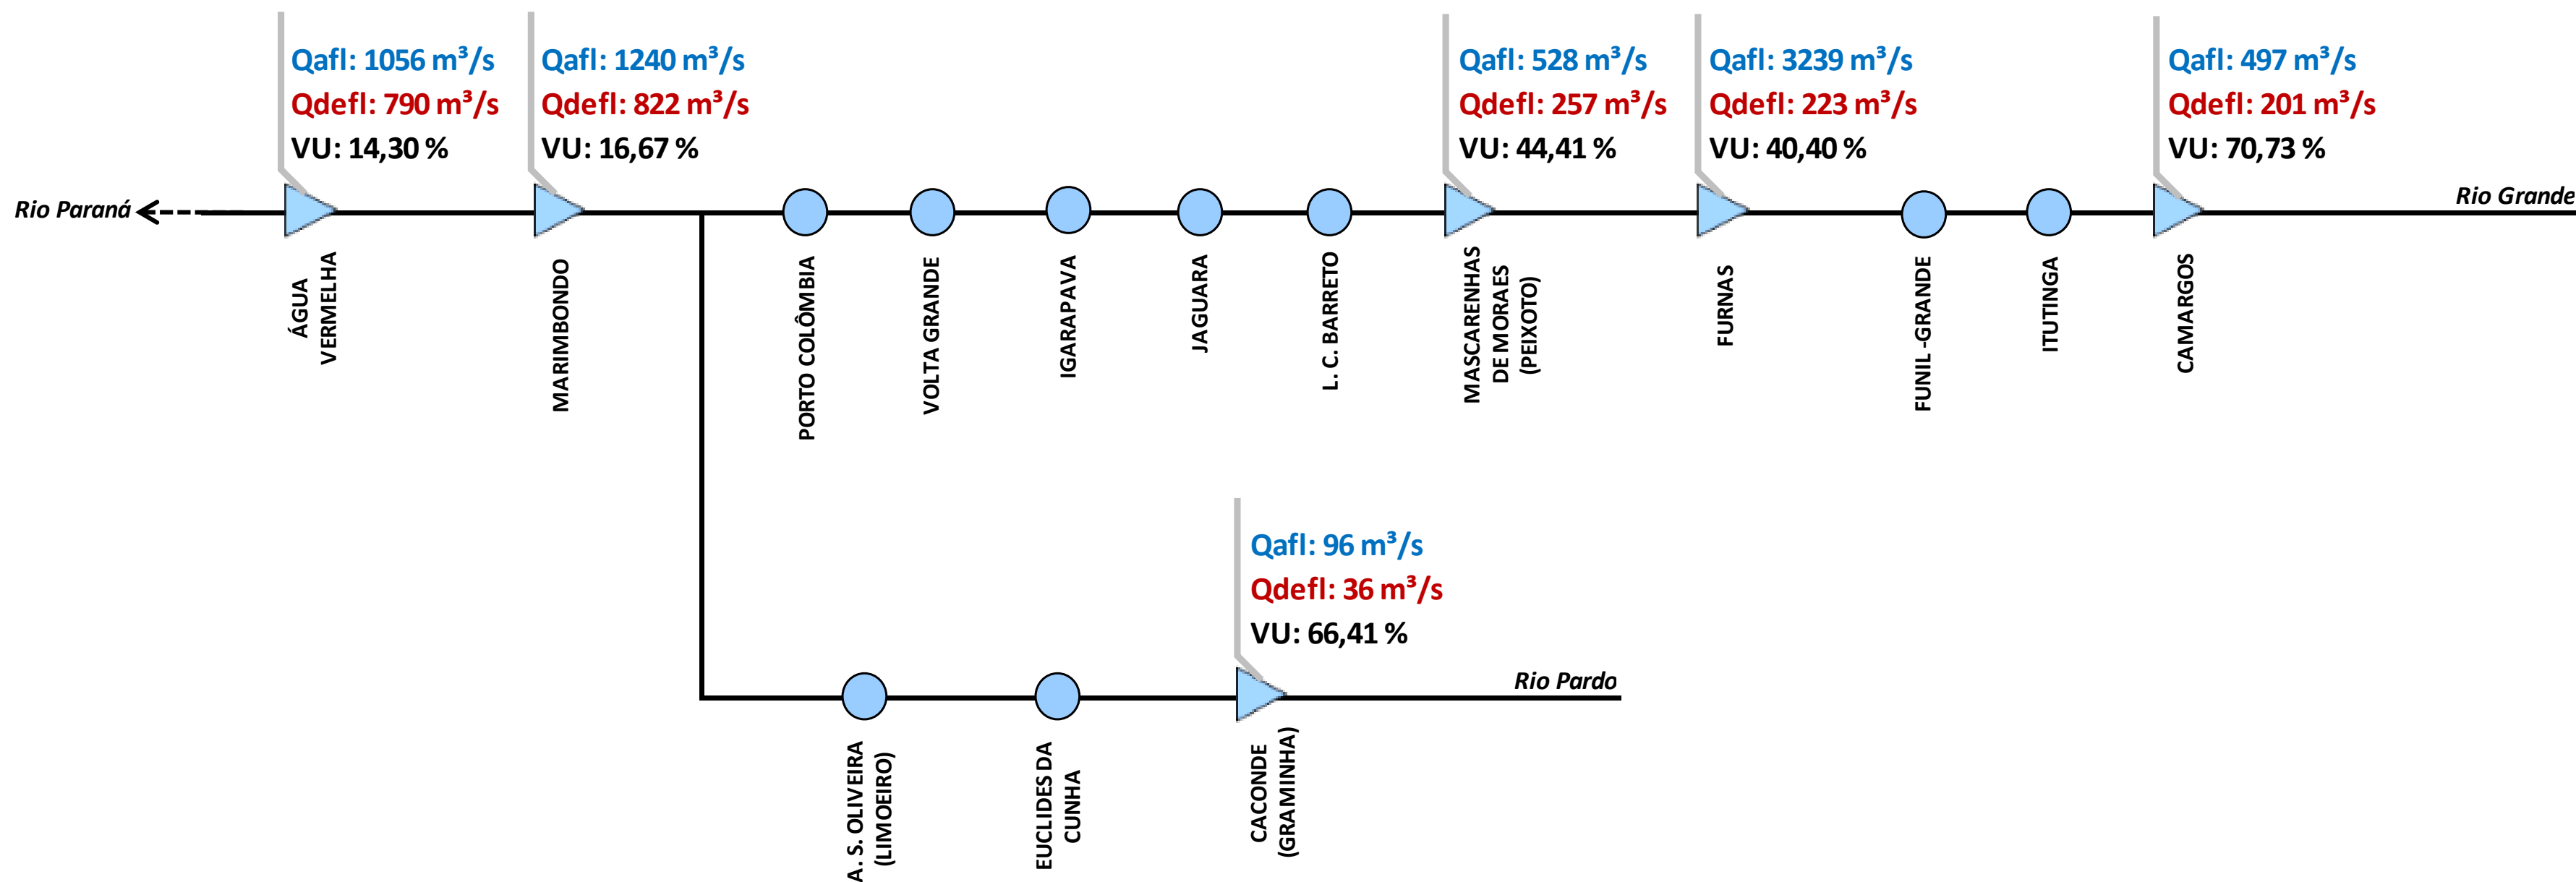 Qafl: 1056 m³/s
Qdefl: 790 m³/s
VU: 14,30 %
Qafl: 1240 m³/s
Qdefl: 822 m³/s
VU: 16,67 %
Qafl: 528 m³/s
Qdefl: 257 m³/s
VU: 44,41 %
Qafl: 3239 m³/s
Qdefl: 223 m³/s
VU: 40,40 %
Qafl: 497 m³/s
Qdefl: 201 m³/s
VU: 70,73 %
Rio Paraná
Rio Grande
ÁGUA
VERMELHA
MARIMBONDO
PORTO COLÔMBIA
VOLTA GRANDE
IGARAPAVA
JAGUARA
L. C. BARRETO
MASCARENHAS
DE MORAES
(PEIXOTO)
FURNAS
FUNIL -GRANDE
ITUTINGA
CAMARGOS
Qafl: 96 m³/s
Qdefl: 36 m³/s
VU: 66,41 %
Rio Pardo
A. S. OLIVEIRA
(LIMOEIRO)
EUCLIDES DA
CUNHA
CACONDE
(GRAMINHA)